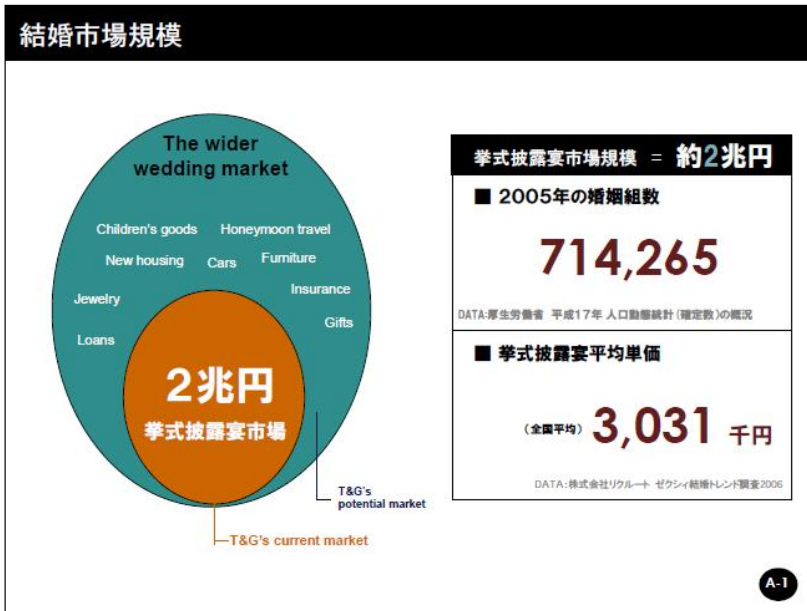 結婚市場規模
The wider
wedding market
Children's goods
Honeymoon travel
New housing
Cars
Furniture
Jewelry
Insurance
Loans
Gifts
2兆円
挙式披露宴市場
T&G's
potential market
T&G's current market
挙式披露宴市場規模 = 約2兆円
■ 2005年の婚姻組数
714,265
DATA:厚生労働省 平成17年 人口動態統計(確定数)の概況
■ 挙式披露宴平均単価
(全国平均) 3,031 千円
DATA:株式会社リクルート ゼクシィ結婚トレンド調査2006
A-1